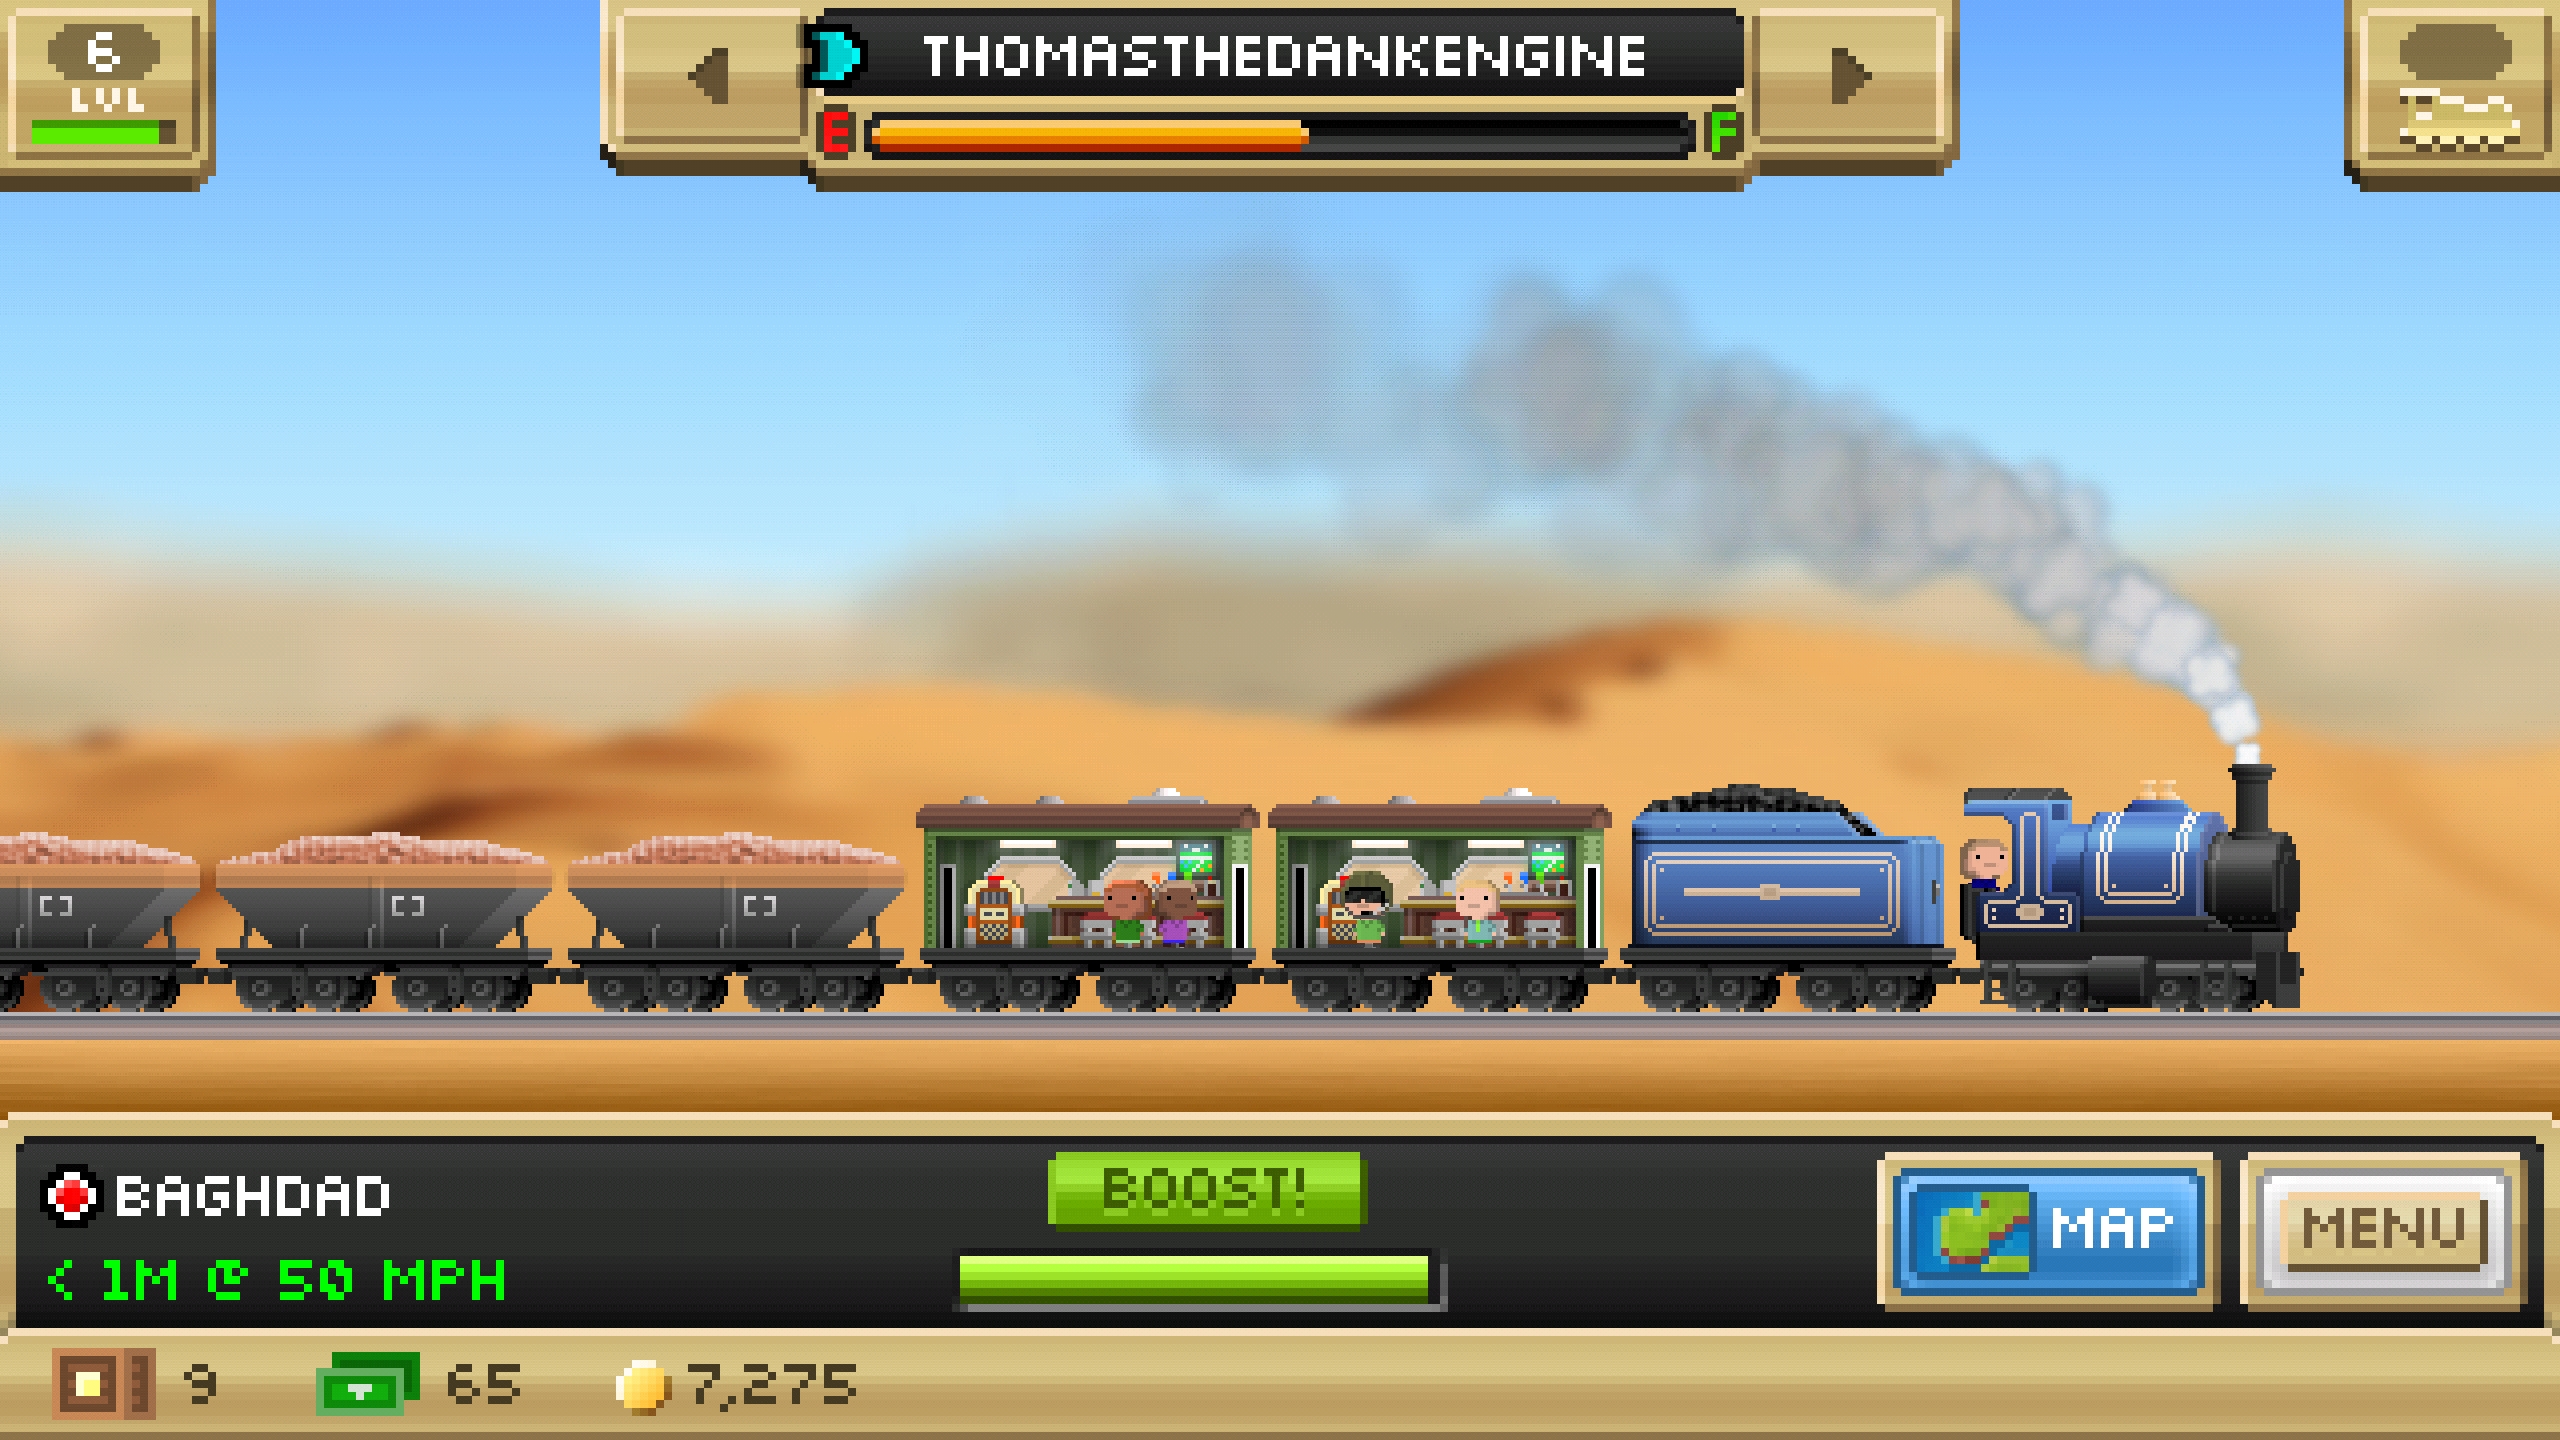 6
LVL
THOMASTHEDANKENGINE
E
F
BAGHDAD
BOOST!
< 1M @ 50 MPH
MAP
MENU
9
65
7,275